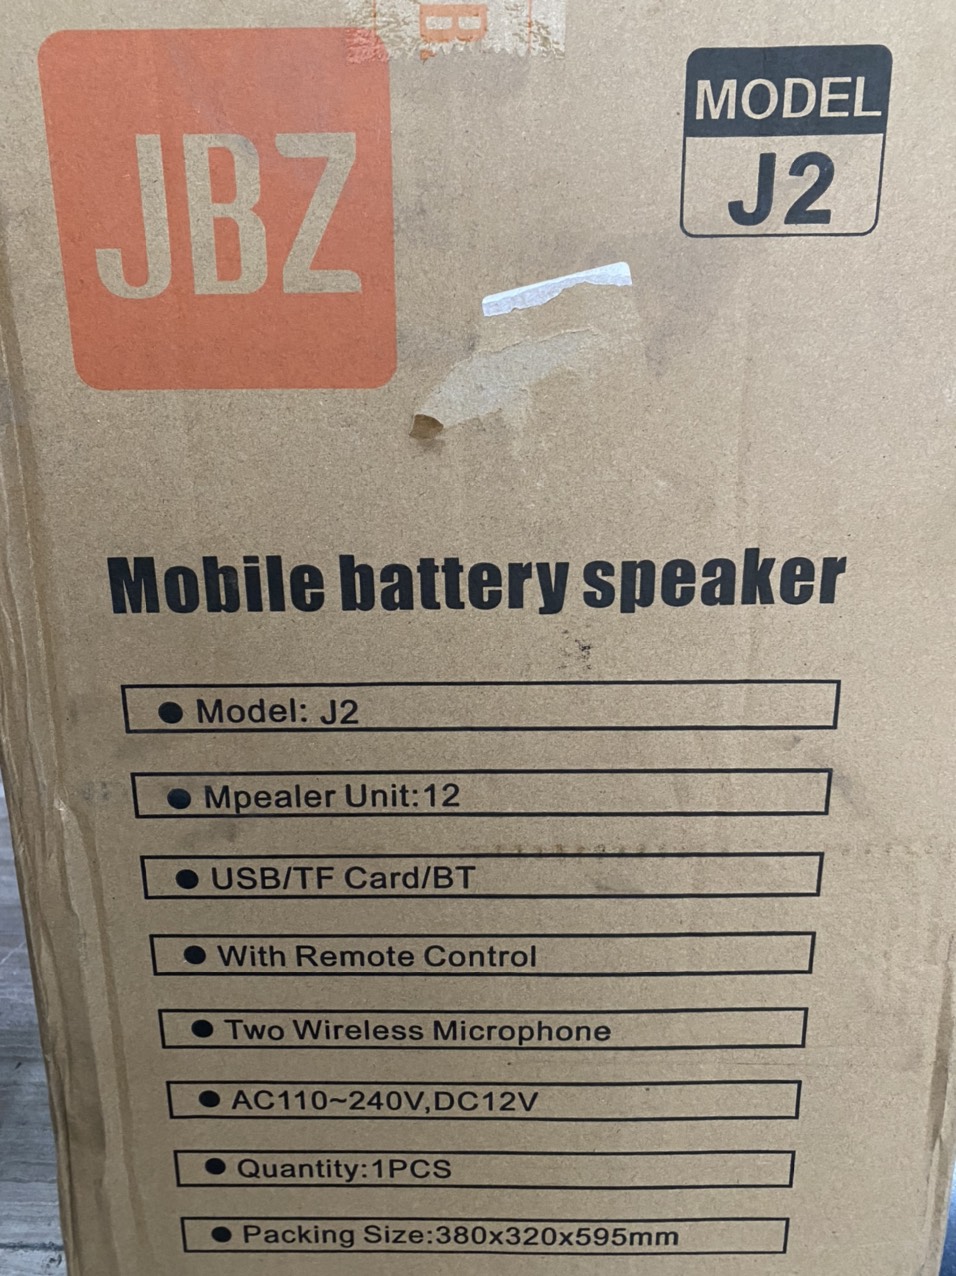 B.
JBZ
MODEL
J2
Mobile battery speaker
● Model: J2
● Mpealer Unit:12
● USB/TF Card/BT
● With Remote Control
● Two Wireless Microphone
● AC110~240V,DC12V
● Quantity:1PCS
● Packing Size:380x320x595mm